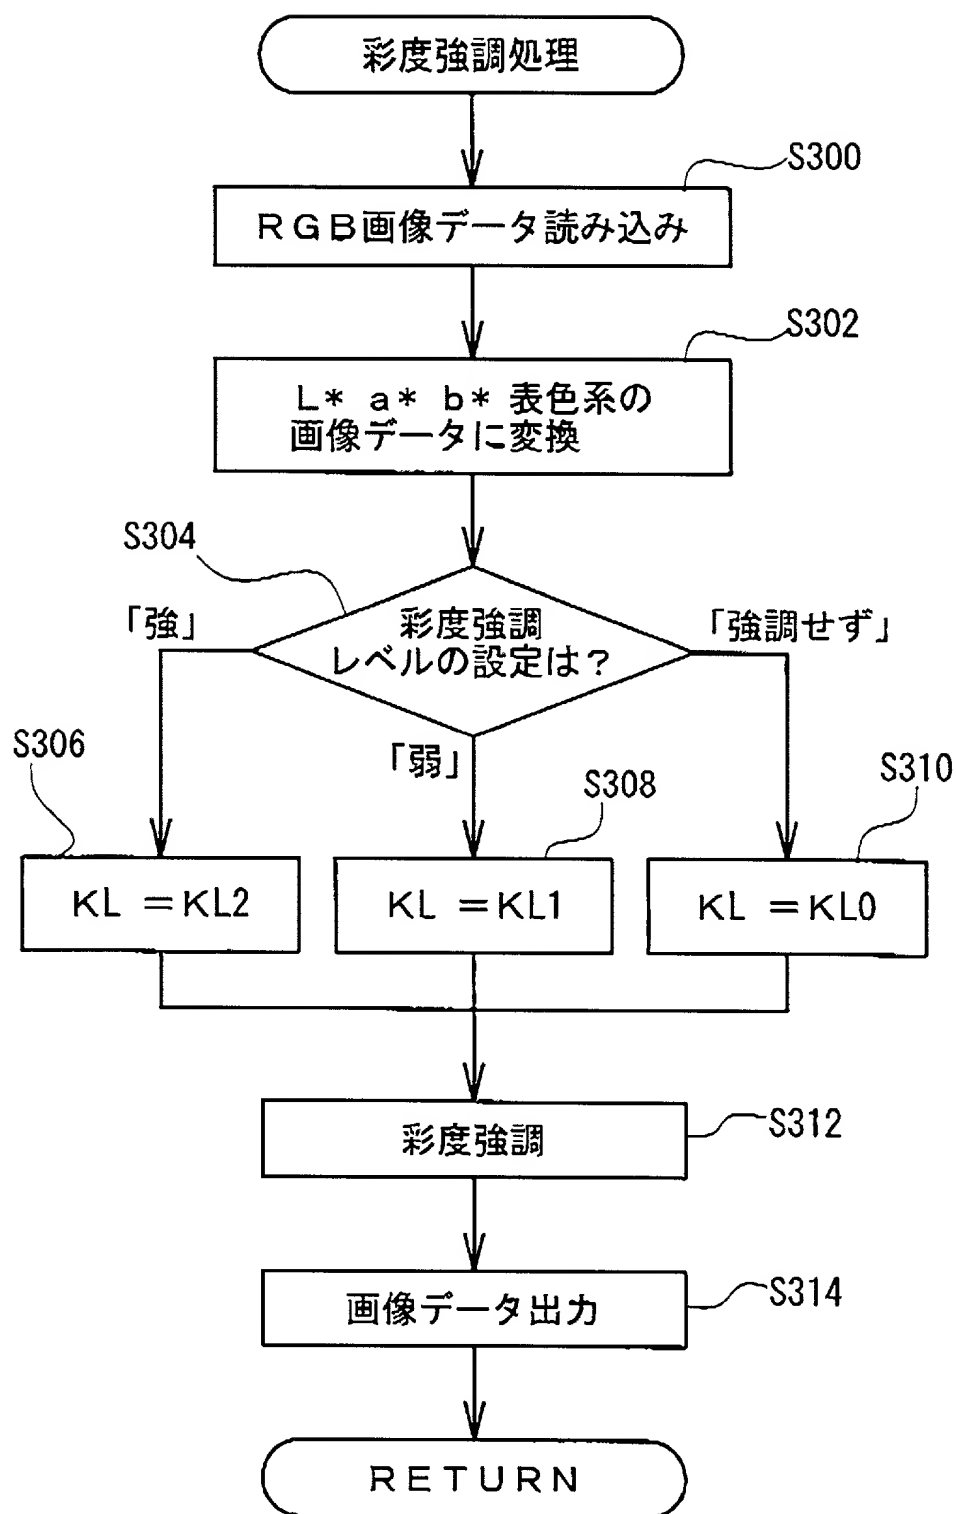 彩度強調処理
S300
RGB画像データ読み込み
S302
L* a* b* 表色系の
画像データに変換
S304
「強」
彩度強調
レベルの設定は?
「強調せず」
「弱」
S306
S308
S310
KL =KL2
KL =KL1
KL =KL0
彩度強調
S312
画像データ出力
S314
RETURN